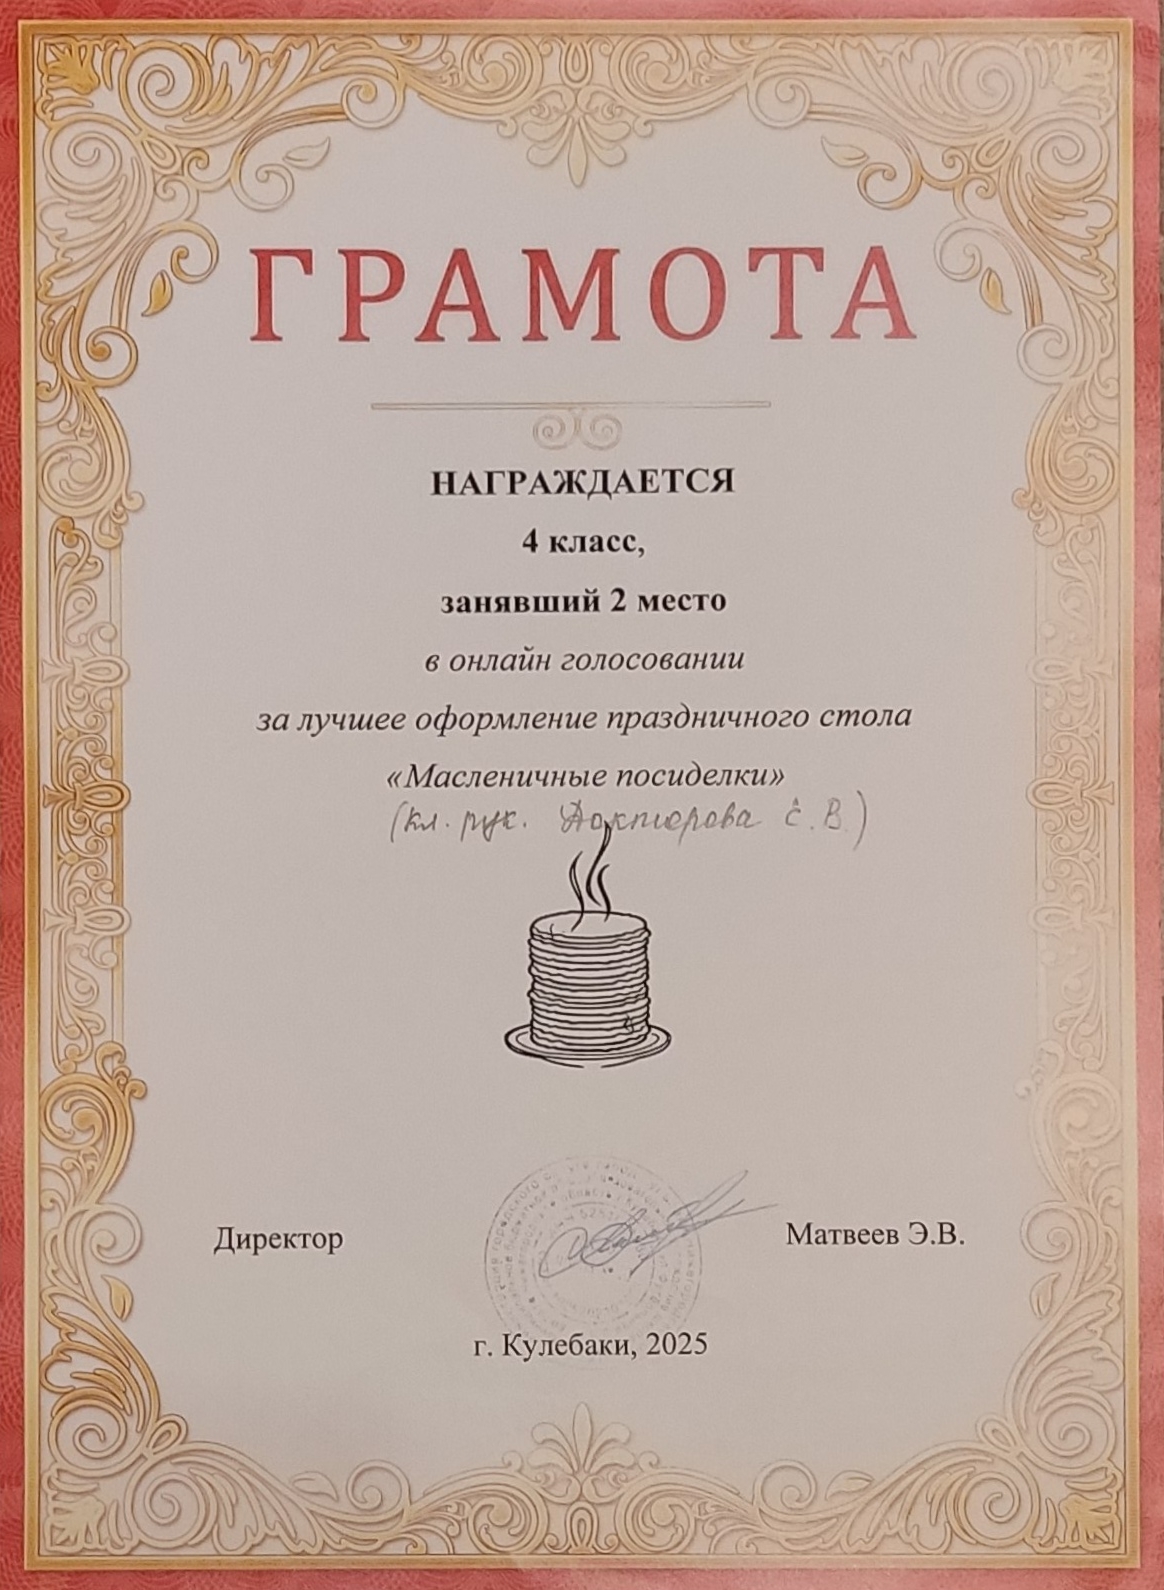 ГРАМОТА
НАГРАЖДАЕТСЯ
4 класс,
занявший 2 место
в онлайн голосовании
за лучшее оформление праздничного стола
«Масленичные посиделки»
(кл. рук. Дохтерова Е.В.)
Директор
Матвеев Э.В.
г. Кулебаки, 2025